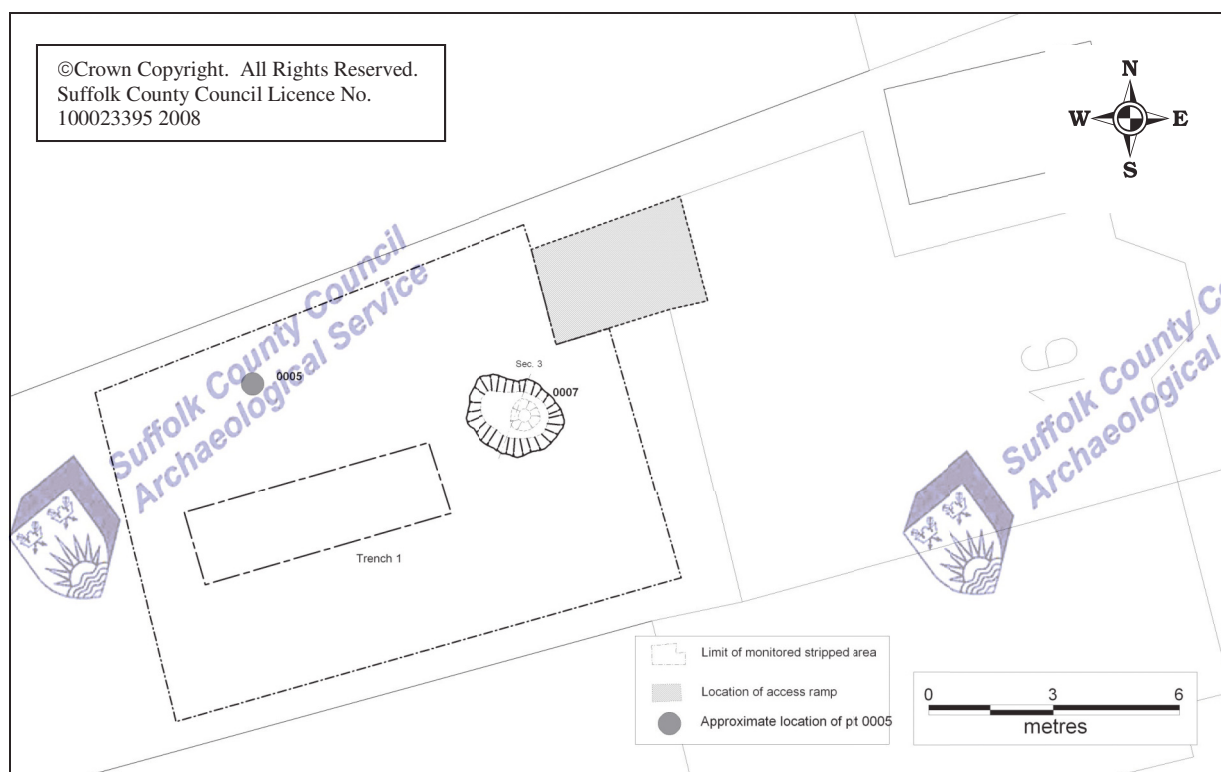 ©Crown Copyright. All Rights Reserved.
Suffolk County Council Licence No.
100023395 2008
N
W E
S
Suffolk County Council
Archaeological Service
0005
Sec. 3
0007
Trench 1
16
Suffolk County Co
Archaeological
Limit of monitored stripped area
Location of access ramp
Approximate location of pt 0005
0 3 6
metres